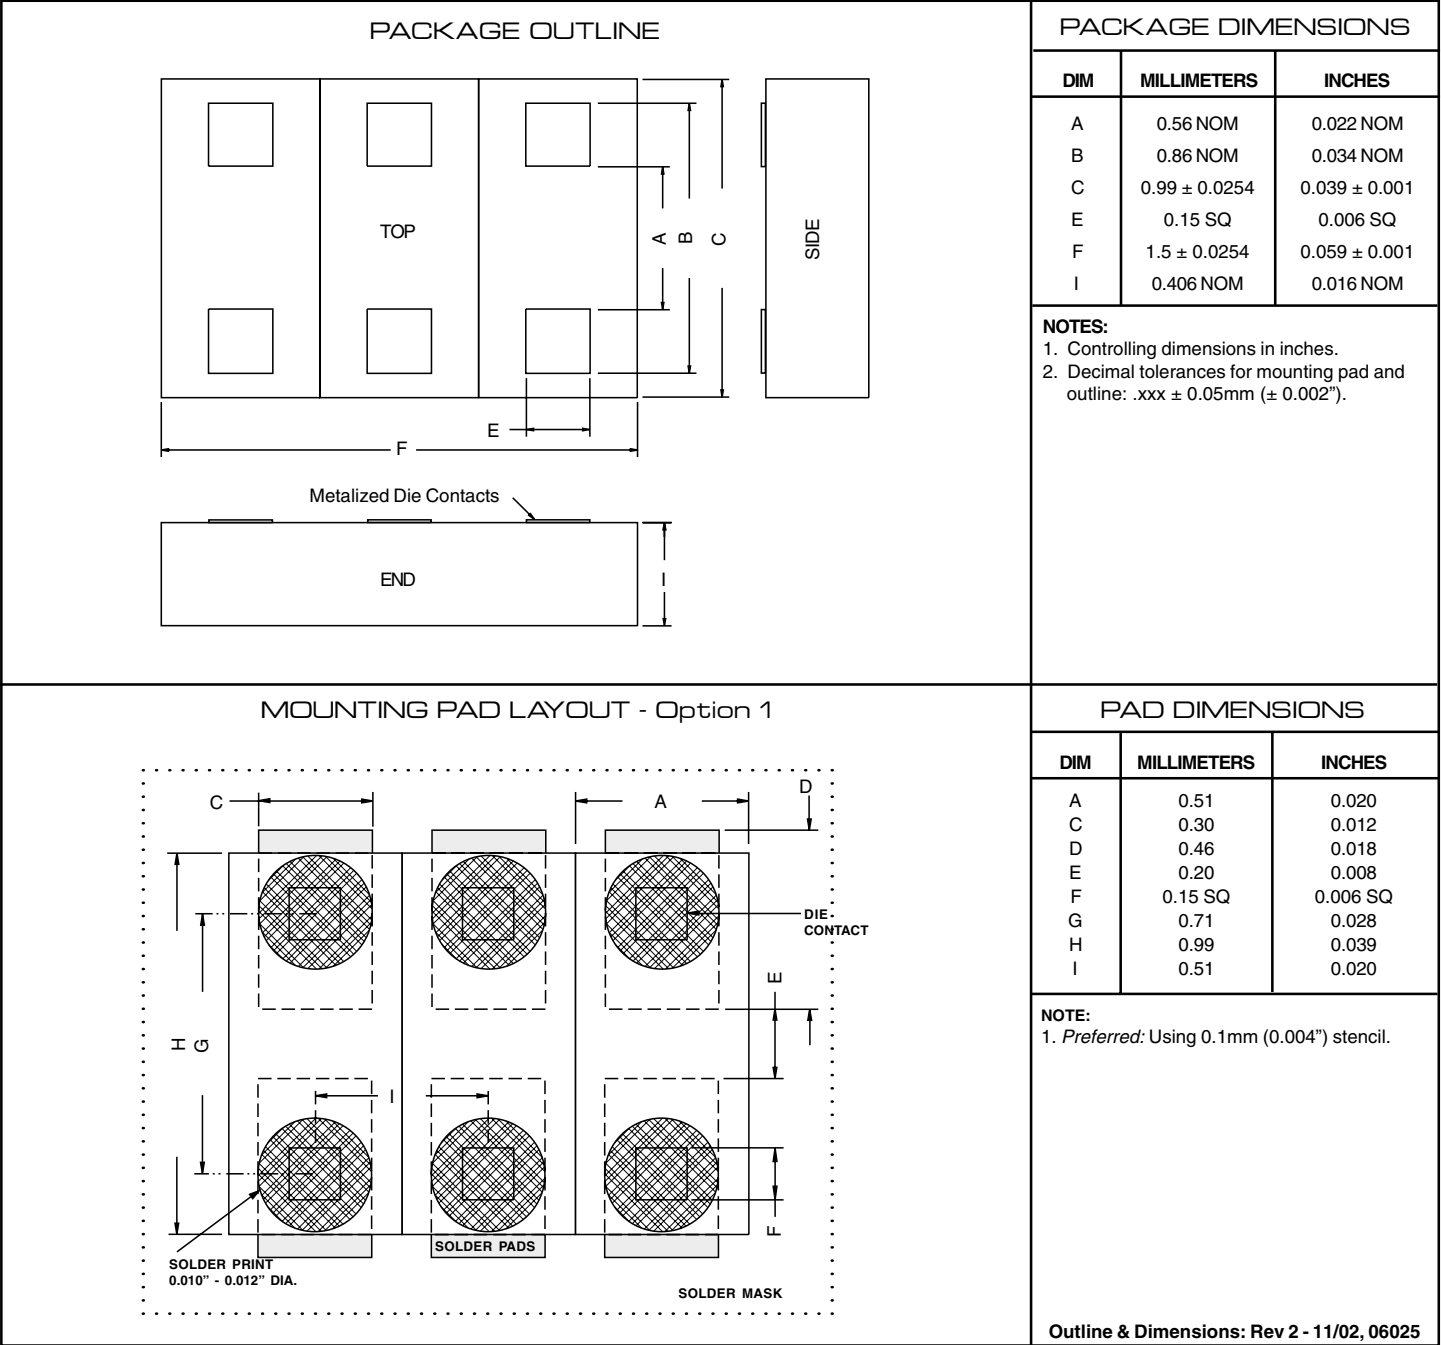 PACKAGE OUTLINE
TOP
A
B
C
SIDE
E
F
Metalized Die Contacts
END
I
PACKAGE DIMENSIONS
DIM MILLIMETERS INCHES
A 0.56 NOM 0.022 NOM
B 0.86 NOM 0.034 NOM
C 0.99 ± 0.0254 0.039 ± 0.001
E 0.15 SQ 0.006 SQ
F 1.5 ± 0.0254 0.059 ± 0.001
I 0.406 NOM 0.016 NOM
NOTES:
1. Controlling dimensions in inches.
2. Decimal tolerances for mounting pad and
outline: .xxx ± 0.05mm (± 0.002”).
MOUNTING PAD LAYOUT - Option 1
C
A
D
DIE
CONTACT
E
H
G
I
F
SOLDER PADS
SOLDER PRINT
0.010” - 0.012” DIA.
SOLDER MASK
PAD DIMENSIONS
DIM MILLIMETERS INCHES
A 0.51 0.020
C 0.30 0.012
D 0.46 0.018
E 0.20 0.008
F 0.15 SQ 0.006 SQ
G 0.71 0.028
H 0.99 0.039
I 0.51 0.020
NOTE:
1. Preferred: Using 0.1mm (0.004”) stencil.
Outline & Dimensions: Rev 2 - 11/02, 06025